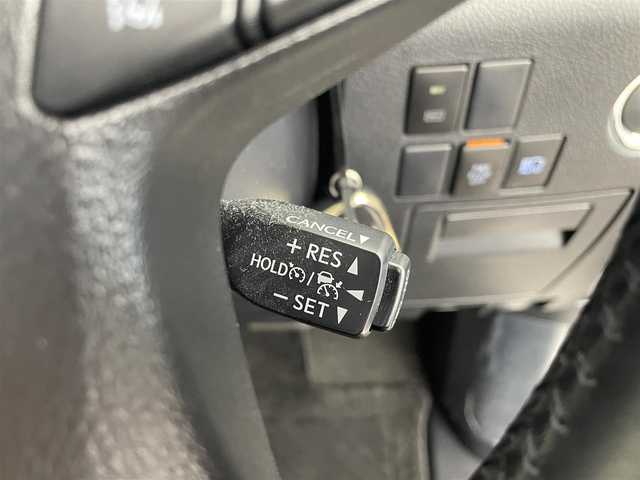 CANCEL▼
+ RES ▲
HOLD /
− SET ▼